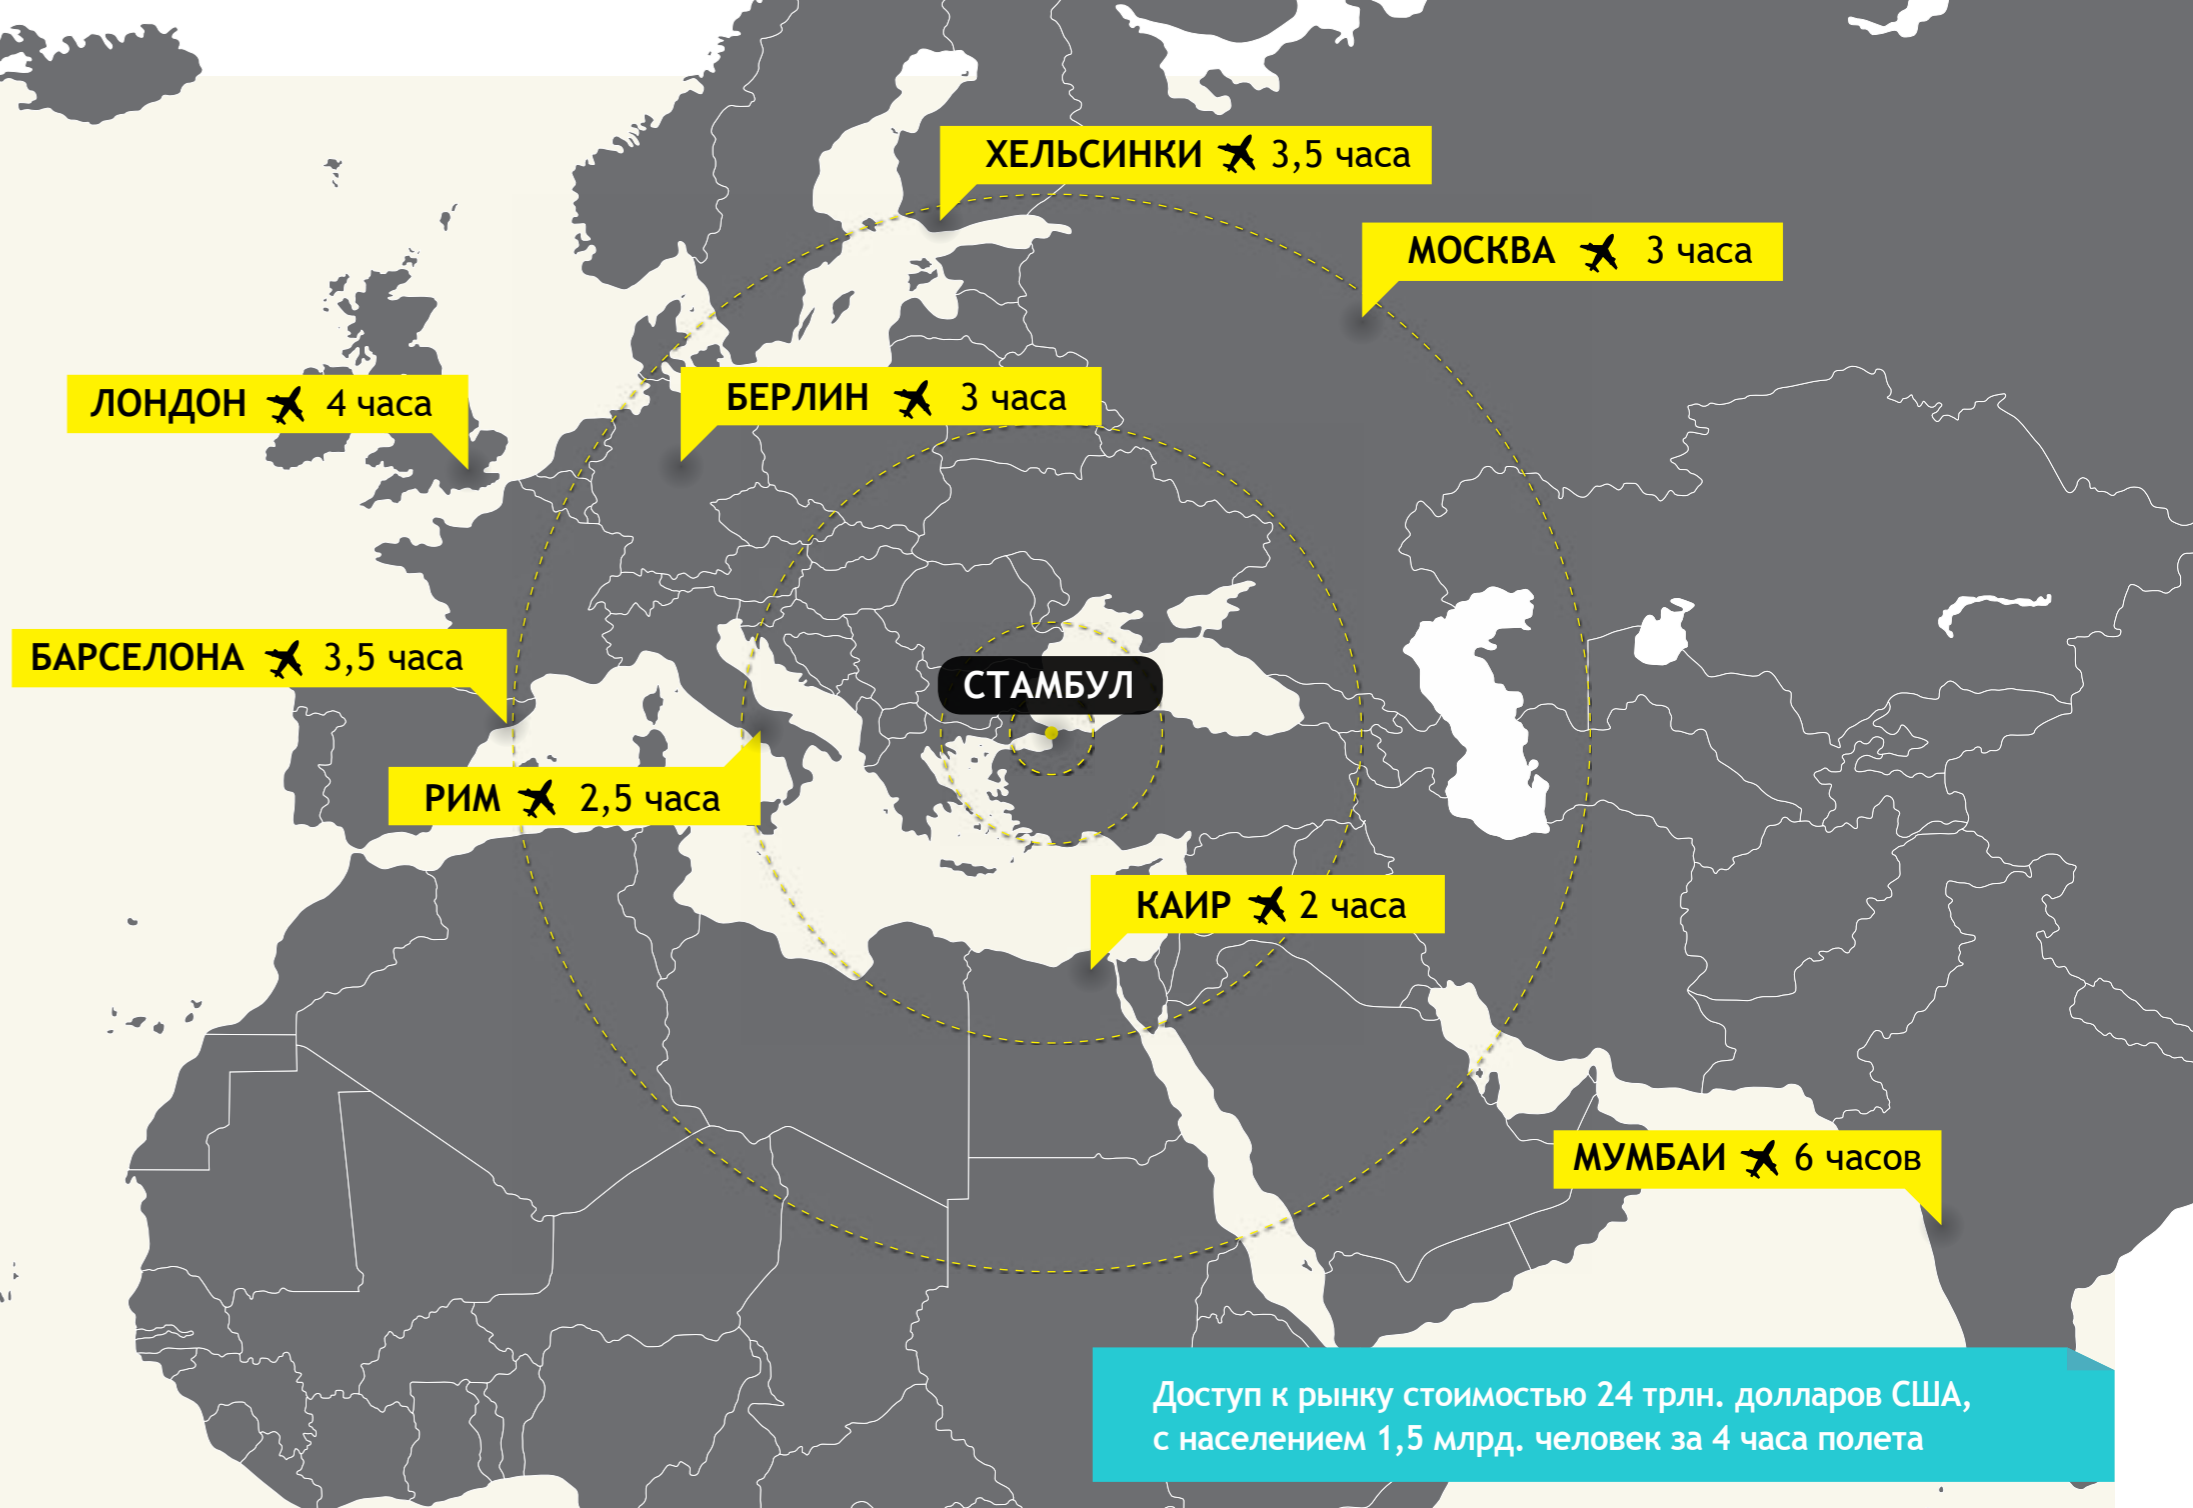 ХЕЛЬСИНКИ 3,5 часа
МОСКВА 3 часа
ЛОНДОН 4 часа
БЕРЛИН 3 часа
БАРСЕЛОНА 3,5 часа
СТАМБУЛ
РИМ 2,5 часа
КАИР 2 часа
МУМБАИ 6 часов
Доступ к рынку стоимостью 24 трлн. долларов США,
с населением 1,5 млрд. человек за 4 часа полета